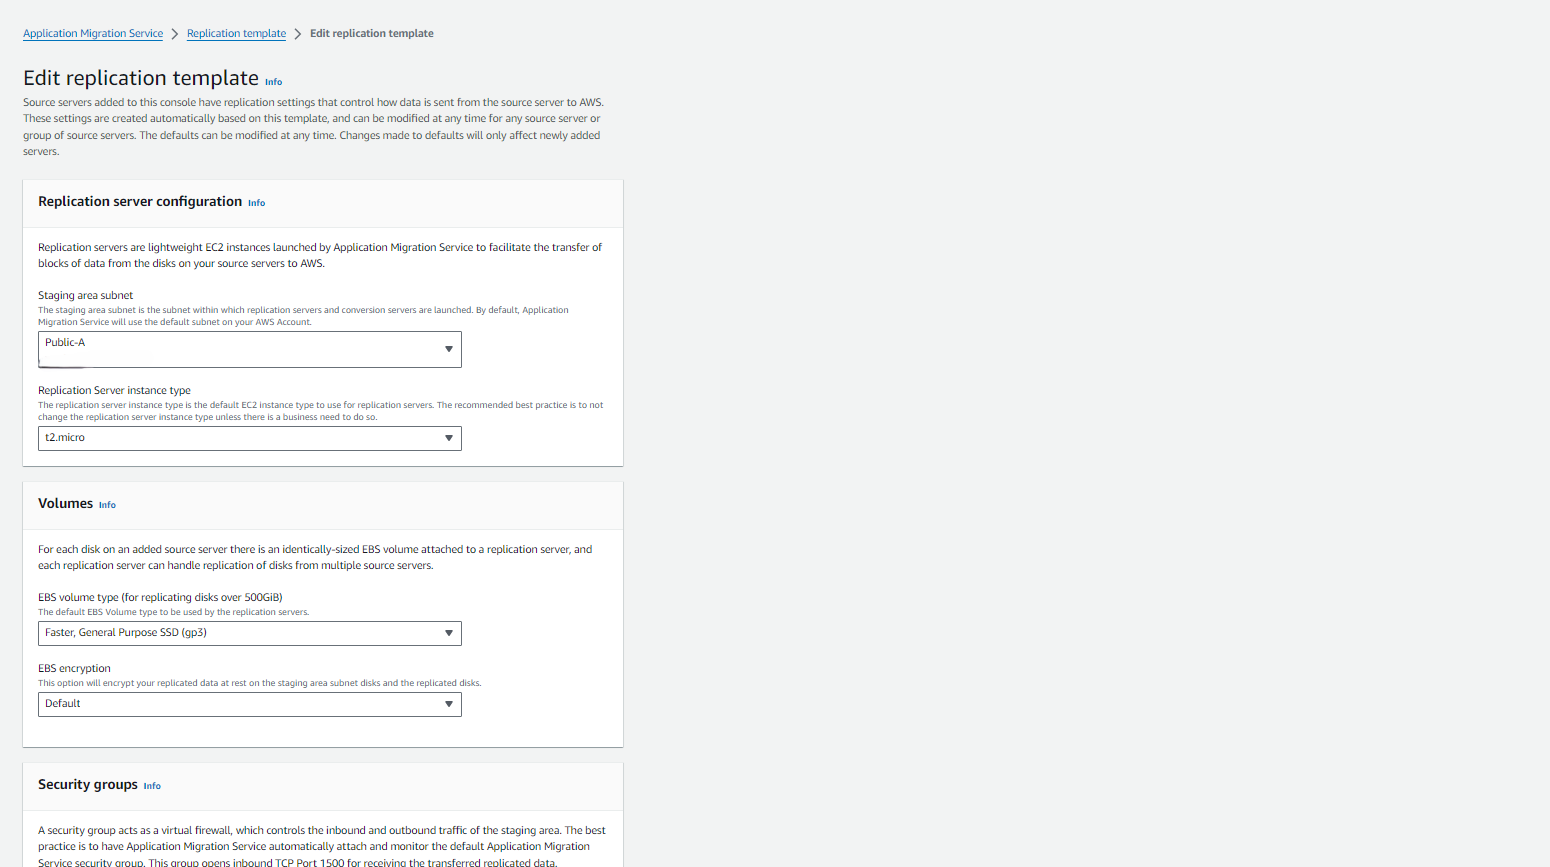 Application Migration Service > Replication template > Edit replication template
Edit replication template Info
Source servers added to this console have replication settings that control how data is sent from the source server to AWS.
These settings are created automatically based on this template, and can be modified at any time for any source server or
group of source servers. The defaults can be modified at any time. Changes made to defaults will only affect newly added
servers.
Replication server configuration Info
Replication servers are lightweight EC2 instances launched by Application Migration Service to facilitate the transfer of
blocks of data from the disks on your source servers to AWS.
Staging area subnet
The staging area subnet is the subnet within which replication servers and conversion servers are launched. By default, Application
Migration Service will use the default subnet on your AWS Account.
Public-A
Replication Server instance type
The replication server instance type is the default EC2 instance type to use for replication servers. The recommended best practice is to not
change the replication server instance type unless there is a business need to do so.
t2.micro
Volumes Info
For each disk on an added source server there is an identically-sized EBS volume attached to a replication server, and
each replication server can handle replication of disks from multiple source servers.
EBS volume type (for replicating disks over 500GiB)
The default EBS Volume type to be used by the replication servers.
Faster, General Purpose SSD (gp3)
EBS encryption
This option will encrypt your replicated data at rest on the staging area subnet disks and the replicated disks.
Default
Security groups Info
A security group acts as a virtual firewall, which controls the inbound and outbound traffic of the staging area. The best
practice is to have Application Migration Service automatically attach and monitor the default Application Migration
Service security group. This group opens inbound TCP Port 1500 for receiving the transferred replicated data.